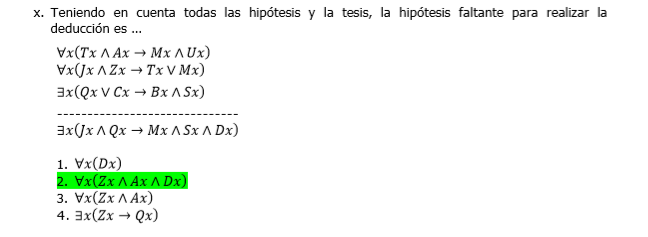 x. Teniendo en cuenta todas las hipótesis y la tesis, la hipótesis faltante para realizar la
deducción es ...
∀x(Tx ∧ Ax → Mx ∧ Ux)
∀x(Jx ∧ Zx → Tx ∨ Mx)
∃x(Qx ∨ Cx → Bx ∧ Sx)
------------------------------
∃x(Jx ∧ Qx → Mx ∧ Sx ∧ Dx)
1. ∀x(Dx)
2. ∀x(Zx ∧ Ax ∧ Dx)
3. ∀x(Zx ∧ Ax)
4. ∃x(Zx → Qx)